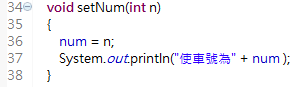 34 void setNum(int n)
35 {
36 num = n;
37 System.out.println("使車號為" + num );
38 }